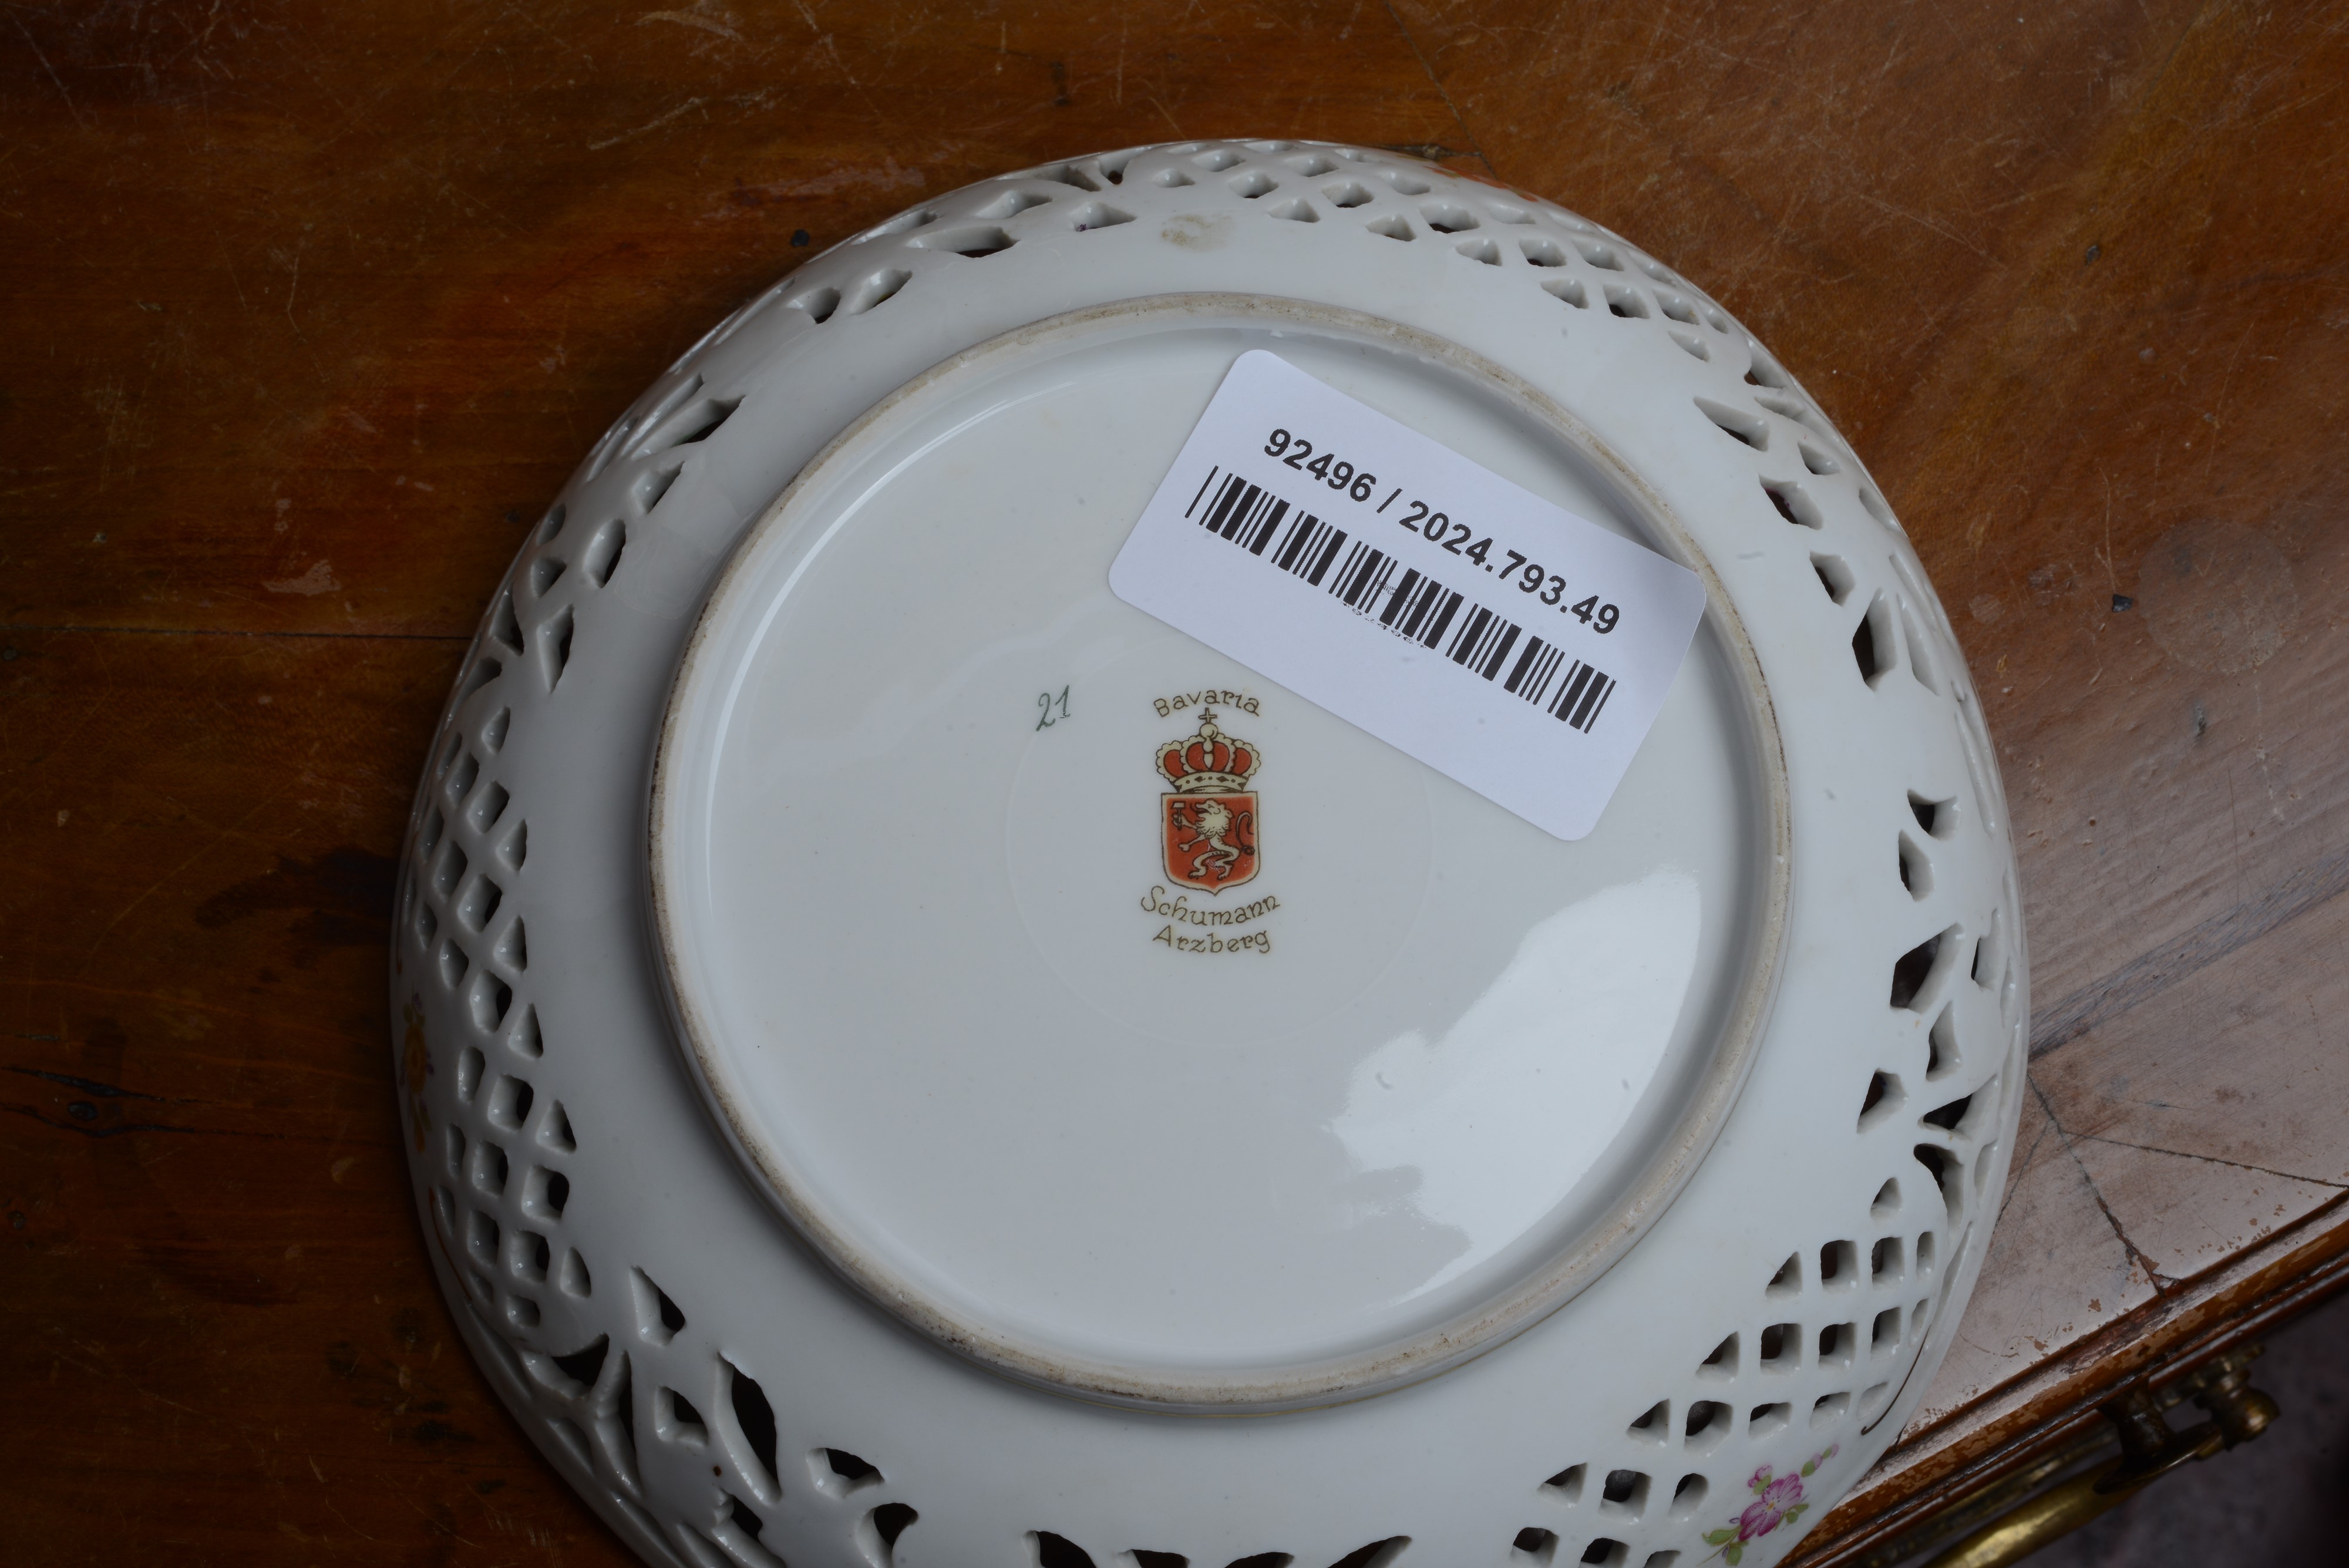 92496 / 2024.793.49
21
Bavaria
Schumann
Arzberg